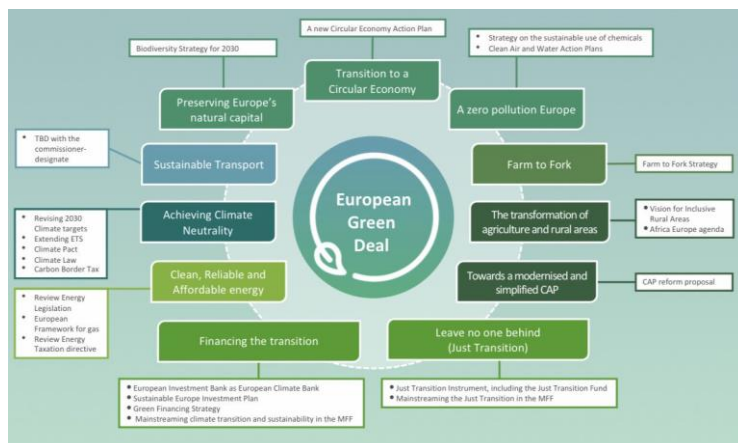 A new Circular Economy Action Plan
Biodiversity Strategy for 2030
• Strategy on the sustainable use of chemicals
• Clean Air and Water Action Plans
Transition to a
Circular Economy
Preserving Europe's
natural capital
A zero pollution Europe
• TBD with the
commissioner-
designate
Sustainable Transport
Farm to Fork
Farm to Fork Strategy
European
Green
Deal
• Revising 2030
Climate targets
• Extending ETS
• Climate Pact
• Climate Law
• Carbon Border Tax
Achieving Climate
Neutrality
The transformation of
agriculture and rural areas
• Vision for Inclusive
Rural Areas
• Africa Europe agenda
Clean, Reliable and
Affordable energy
Towards a modernised and
simplified CAP
CAP reform proposal
• Review Energy
Legislation
• European
Framework for gas
• Review Energy
Taxation directive
Financing the transition
Leave no one behind
(Just Transition)
• European Investment Bank as European Climate Bank
• Sustainable Europe Investment Plan
• Green Financing Strategy
• Mainstreaming climate transition and sustainability in the MFF
• Just Transition Instrument, including the Just Transition Fund
• Mainstreaming the Just Transition in the MFF